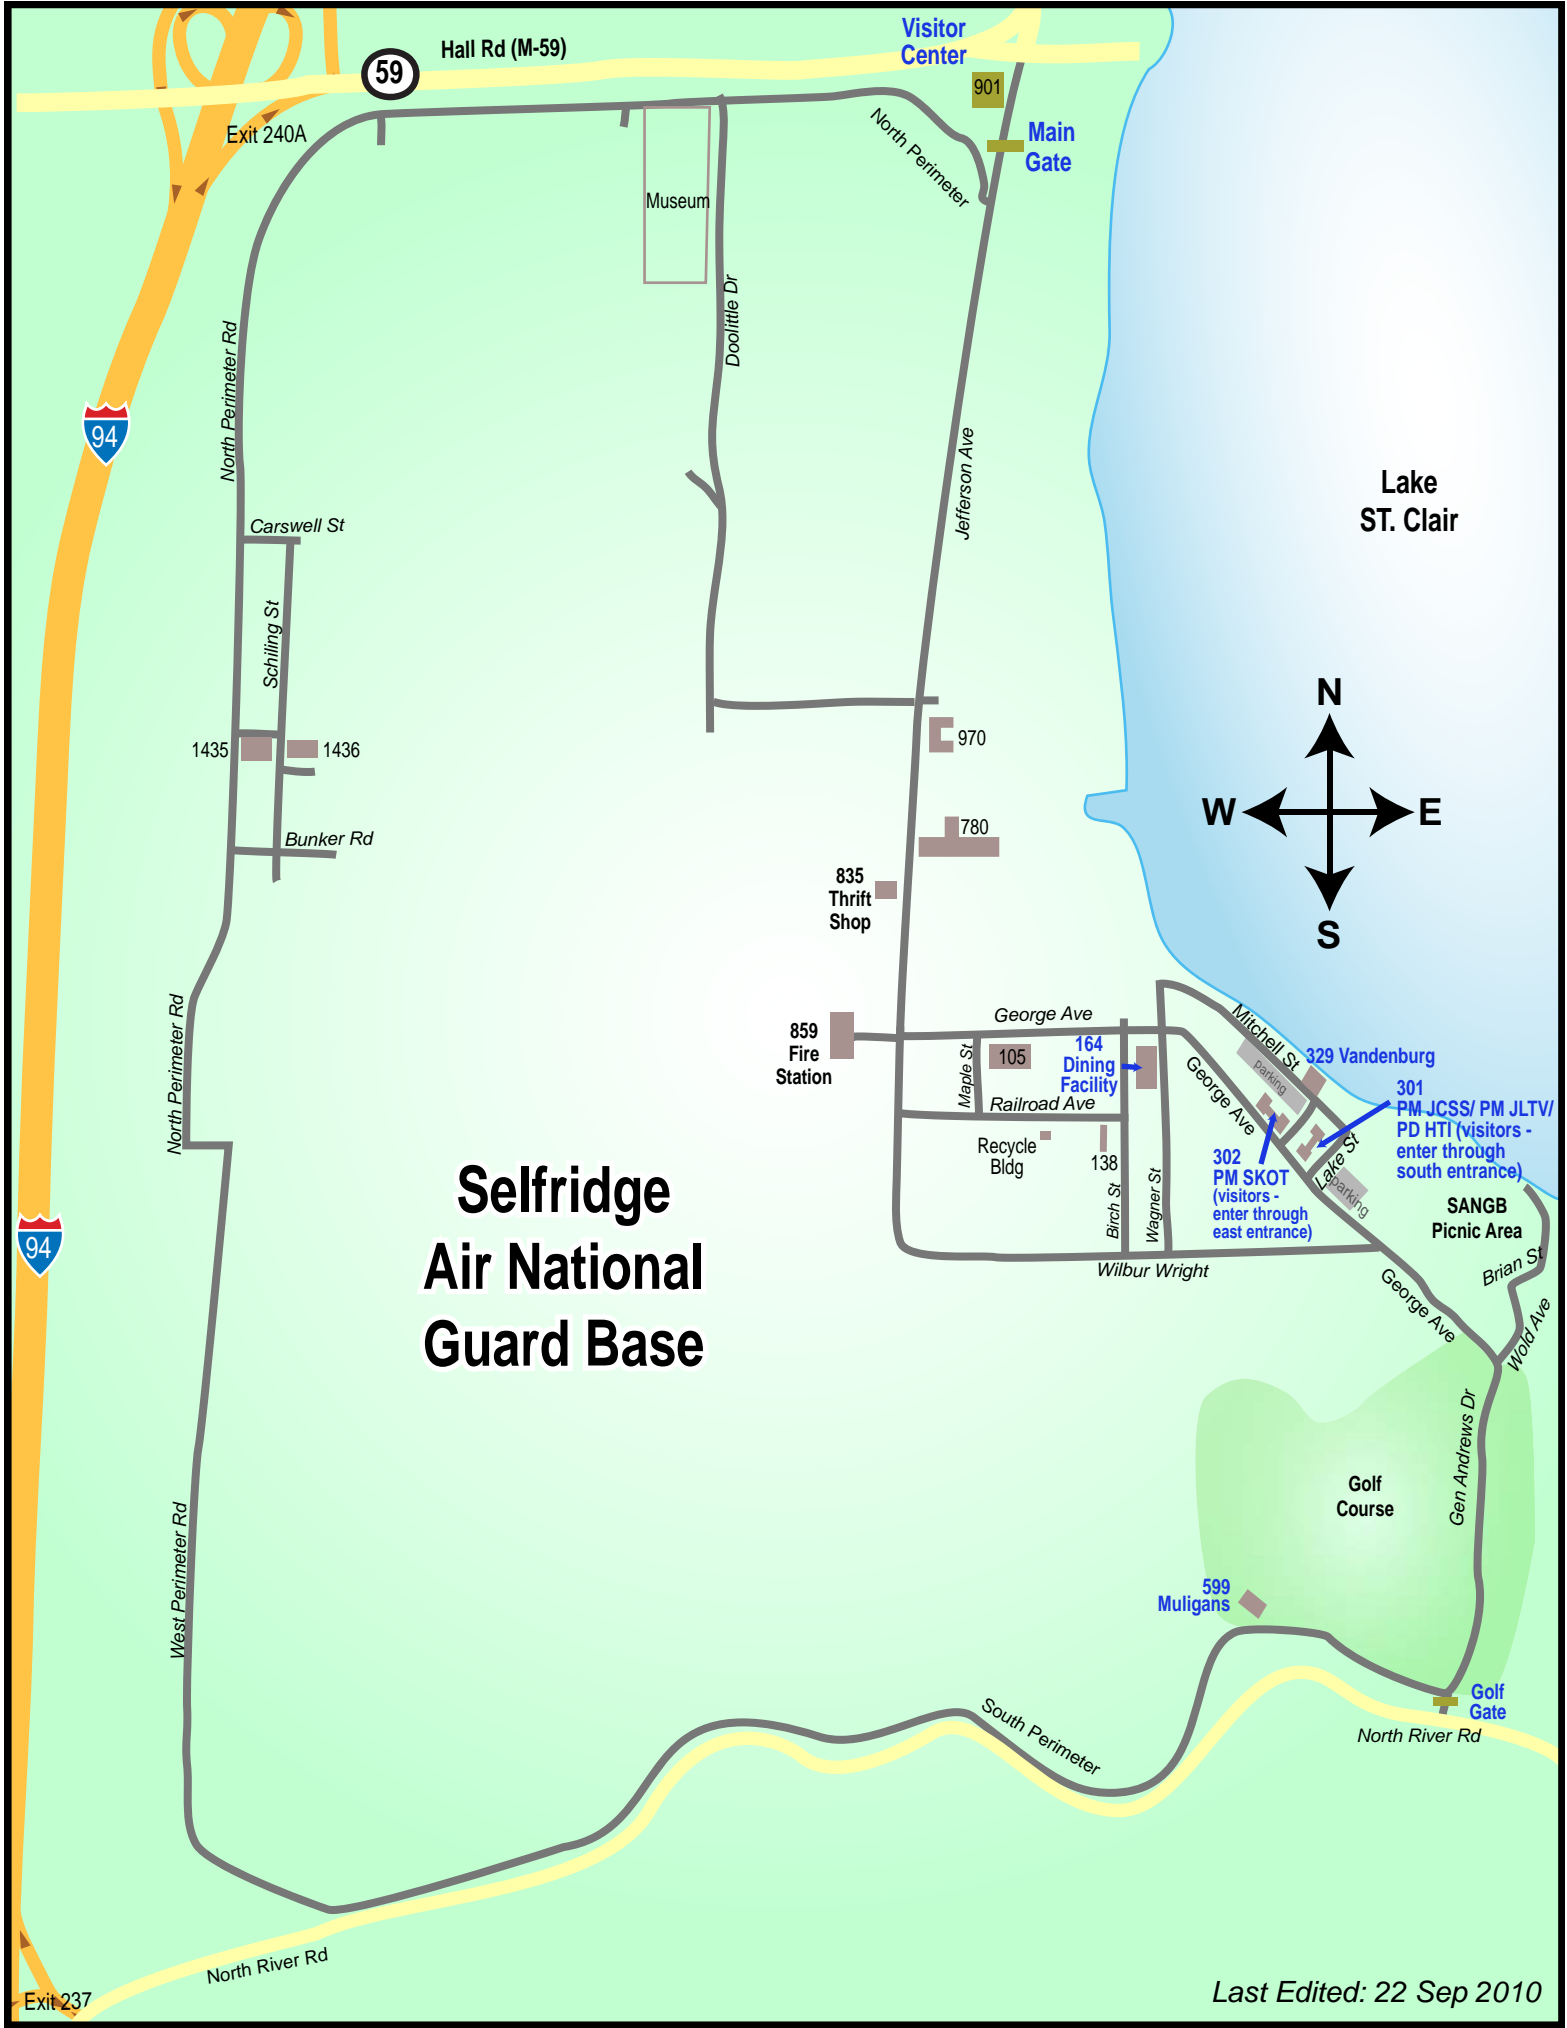 Visitor
Center
Hall Rd (M-59)
59
901
Exit 240A
North Perimeter
Main
Gate
Museum
Doolittle Dr
North Perimeter Rd
94
Jefferson Ave
Lake
ST. Clair
Carswell St
Schiling St
N
W
E
S
1435
1436
970
Bunker Rd
780
835
Thrift
Shop
North Perimeter Rd
859
Fire
Station
George Ave
Maple St
105
164
Dining
Facility
Railroad Ave
Recycle
Bldg
138
Birch St
Wagner St
George Ave
Mitchell St
parking
329 Vandenburg
301
PM JCSS/ PM JLTV/
PD HTI (visitors -
enter through
south entrance)
302
PM SKOT
(visitors -
enter through
east entrance)
Lake St
parking
SANGB
Picnic Area
Selfridge
Air National
Guard Base
94
Wilbur Wright
George Ave
Brian St
Wold Ave
Gen Andrews Dr
Golf
Course
West Perimeter Rd
599
Muligans
South Perimeter
Golf
Gate
North River Rd
North River Rd
Exit 237
Last Edited: 22 Sep 2010